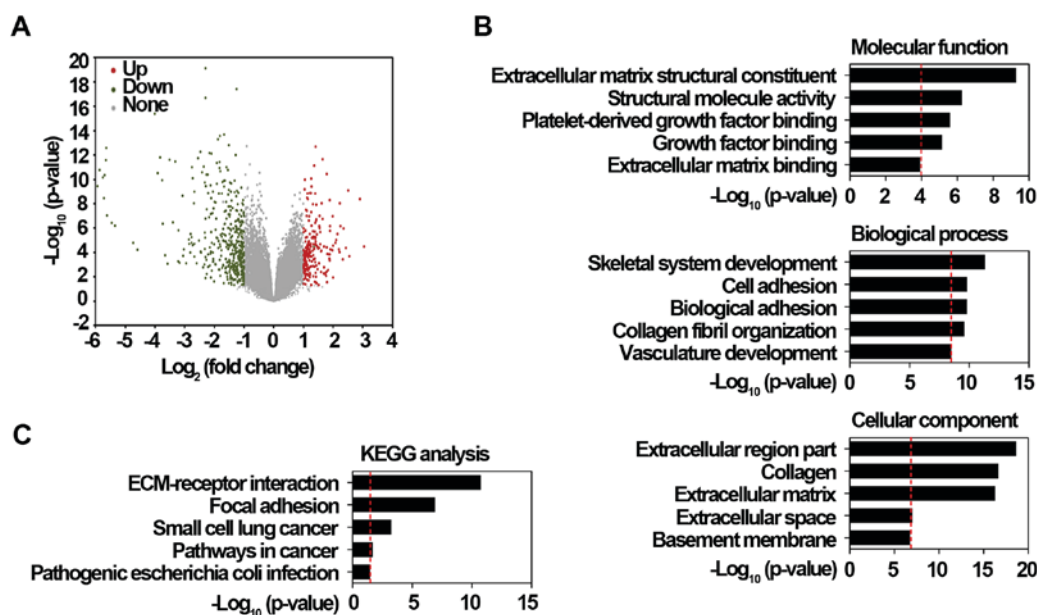 A
20
18
16
14
12
10
8
6
4
2
0
-2
-Log10 (p-value)
Up
Down
None
-6 -5 -4 -3 -2 -1 0 1 2 3 4
Log2 (fold change)
B
Molecular function
Extracellular matrix structural constituent
Structural molecule activity
Platelet-derived growth factor binding
Growth factor binding
Extracellular matrix binding
-Log10 (p-value) 0 2 4 6 8 10
Biological process
Skeletal system development
Cell adhesion
Biological adhesion
Collagen fibril organization
Vasculature development
-Log10 (p-value) 0 5 10 15
Cellular component
Extracellular region part
Collagen
Extracellular matrix
Extracellular space
Basement membrane
-Log10 (p-value) 0 5 10 15 20
C
KEGG analysis
ECM-receptor interaction
Focal adhesion
Small cell lung cancer
Pathways in cancer
Pathogenic escherichia coli infection
-Log10 (p-value) 0 5 10 15